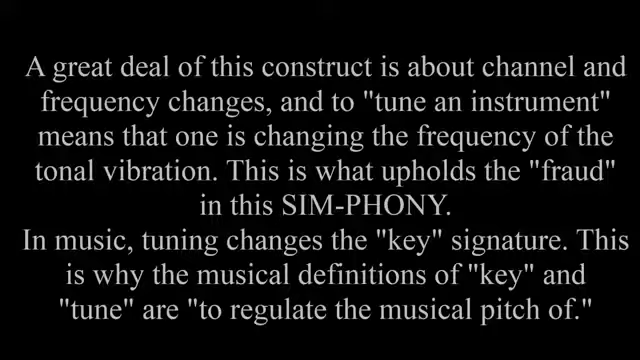 A great deal of this construct is about channel and
frequency changes, and to "tune an instrument"
means that one is changing the frequency of the
tonal vibration. This is what upholds the "fraud"
in this SIM-PHONY.
In music, tuning changes the "key" signature. This
is why the musical definitions of "key" and
"tune" are "to regulate the musical pitch of."